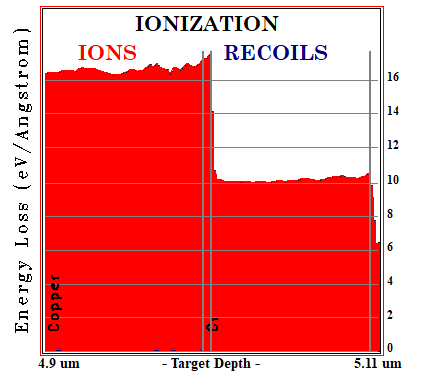 IONIZATION
IONS RECOILS
Energy Loss (eV/Angstrom)
16
14
12
10
8
6
4
2
0
Copper
4.9 um - Target Depth - 5.11 um